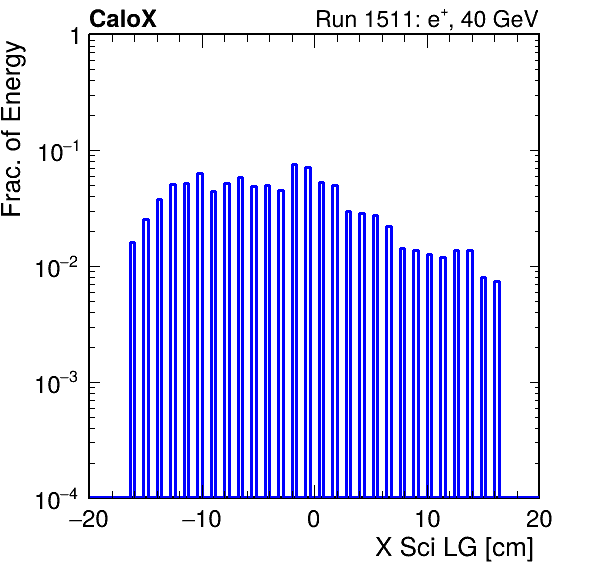 CaloX Run 1511: e⁺, 40 GeV
Frac. of Energy
1
10⁻¹
10⁻²
10⁻³
10⁻⁴
−20 −10 0 10 20
X Sci LG [cm]